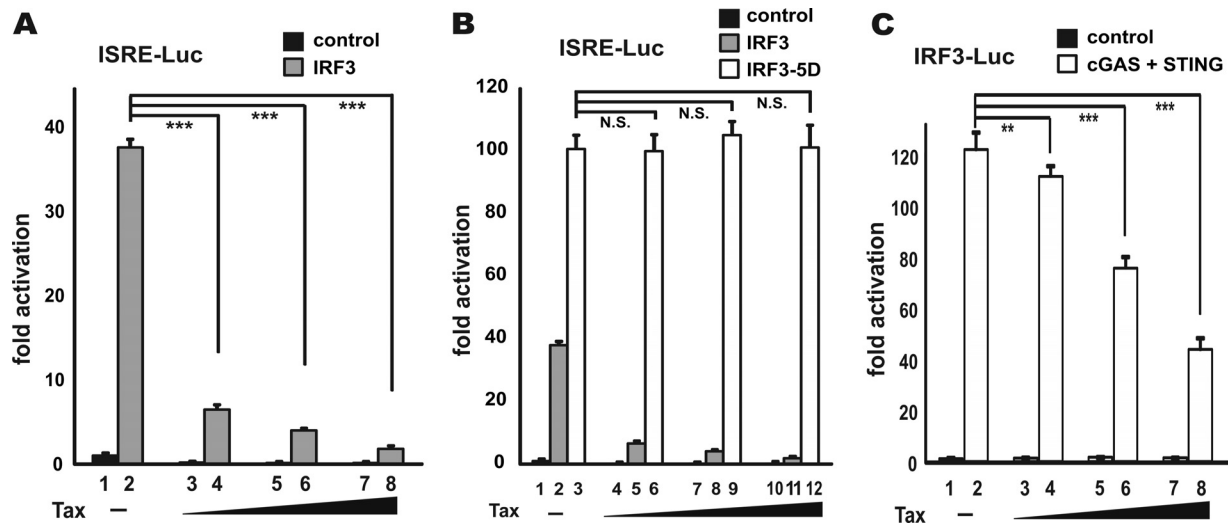 A
ISRE-Luc
control
IRF3
fold activation
40
30
20
10
0
***
***
***
1 2 3 4 5 6 7 8
Tax –
B
ISRE-Luc
control
IRF3
IRF3-5D
fold activation
120
100
80
60
40
20
0
N.S.
N.S.
N.S.
1 2 3 4 5 6 7 8 9 10 11 12
–
C
IRF3-Luc
control
cGAS + STING
fold activation
120
100
80
60
40
20
0
**
***
***
1 2 3 4 5 6 7 8
–